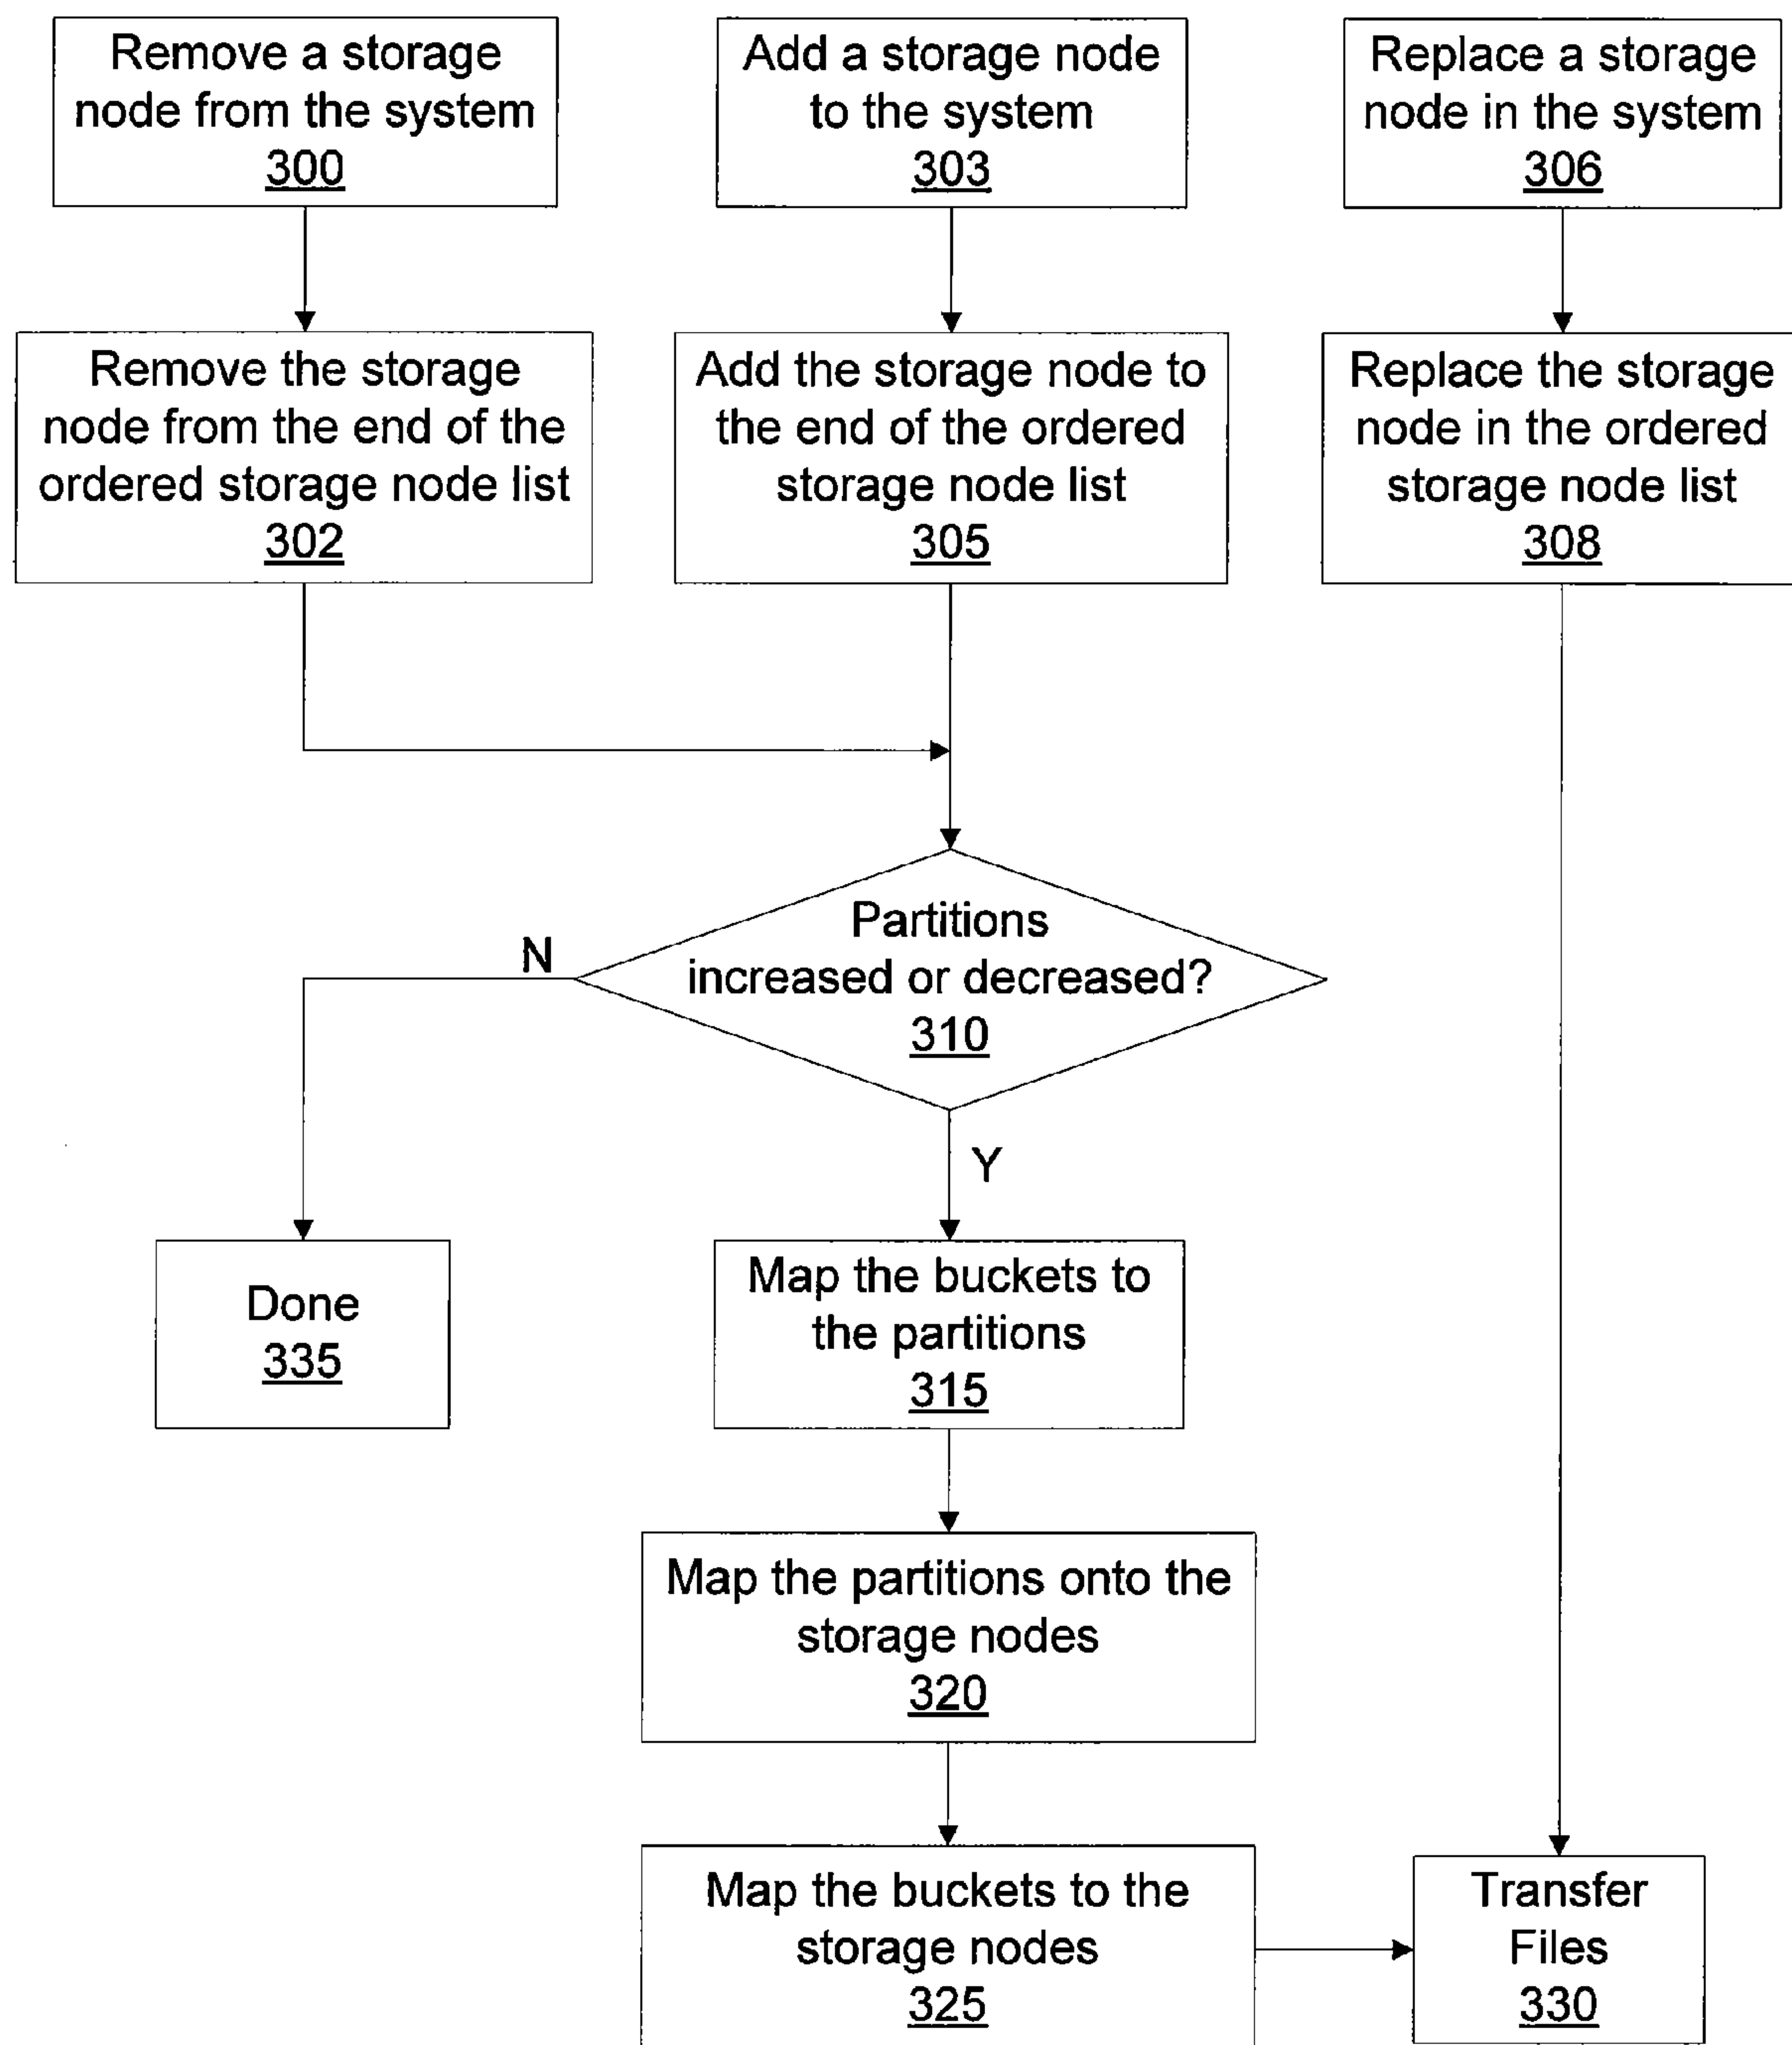 Remove a storage
node from the system
300
Add a storage node
to the system
303
Replace a storage
node in the system
306
Remove the storage
node from the end of the
ordered storage node list
302
Add the storage node to
the end of the ordered
storage node list
305
Replace the storage
node in the ordered
storage node list
308
Partitions
increased or decreased?
310
N
Y
Done
335
Map the buckets to
the partitions
315
Map the partitions onto the
storage nodes
320
Map the buckets to the
storage nodes
325
Transfer
Files
330